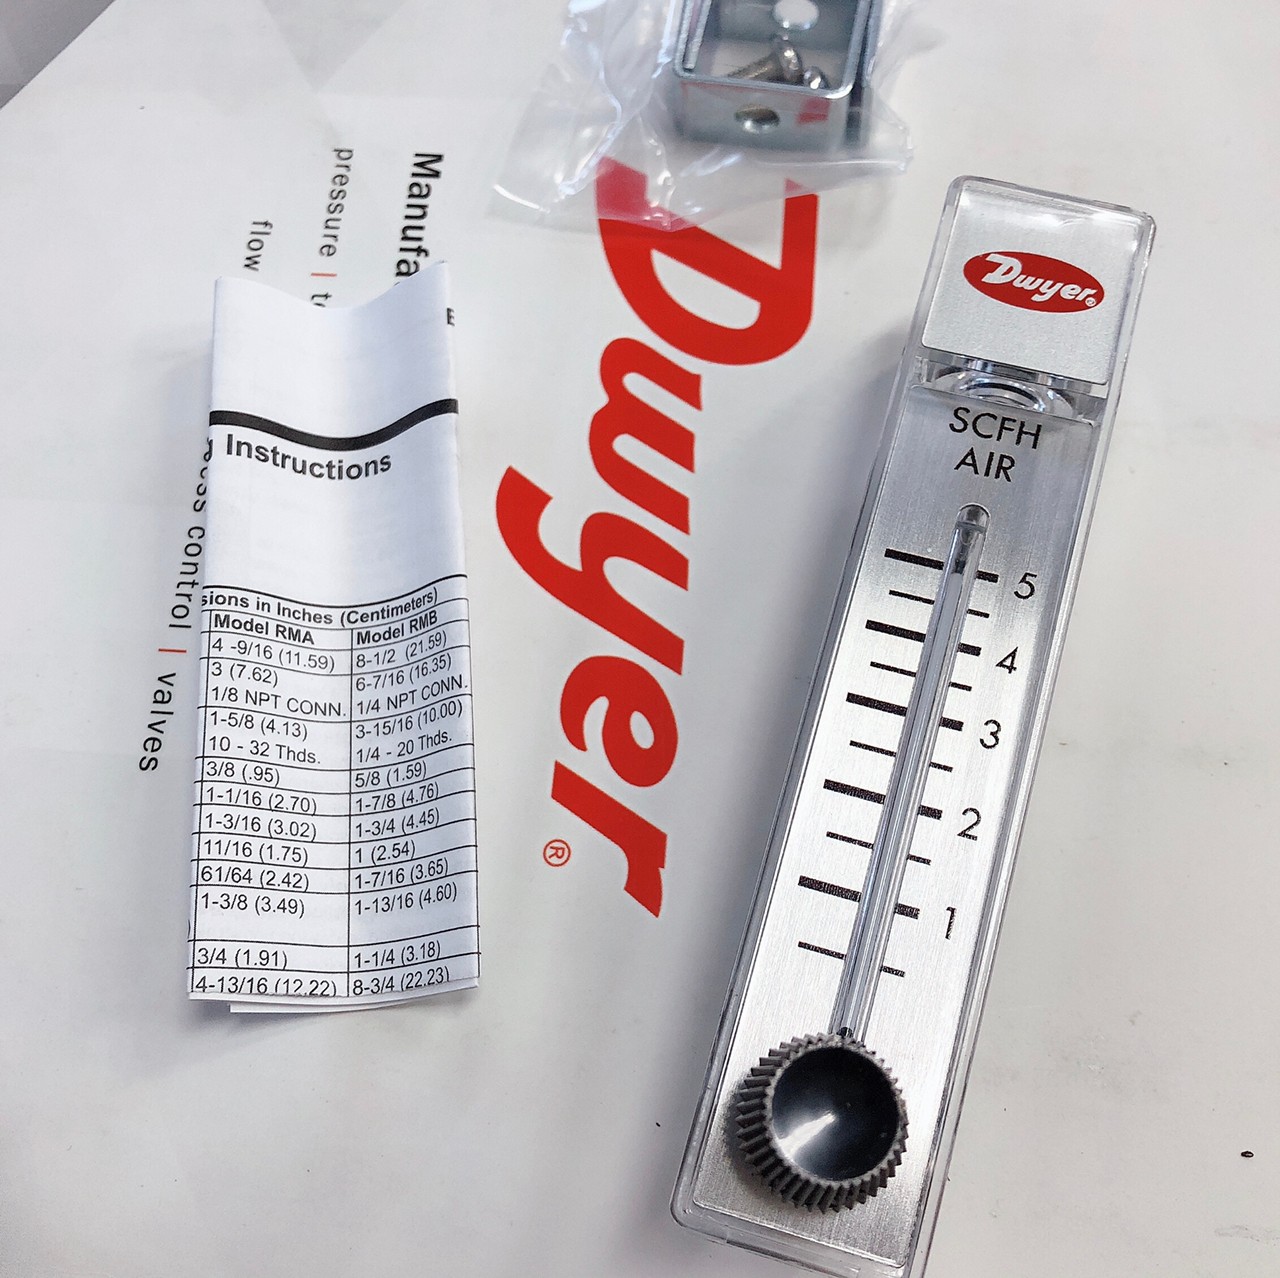 Manufa
pressure | t
flow
ess control | valves
Dwyer®
Instructions
sions in Inches (Centimeters)
Model RMA Model RMB
4 -9/16 (11.59) 8-1/2 (21.59)
3 (7.62) 6-7/16 (16.35)
1/8 NPT CONN. 1/4 NPT CONN.
1-5/8 (4.13) 3-15/16 (10.00)
10 - 32 Thds. 1/4 - 20 Thds.
3/8 (.95) 5/8 (1.59)
1-1/16 (2.70) 1-7/8 (4.76)
1-3/16 (3.02) 1-3/4 (4.45)
11/16 (1.75) 1 (2.54)
61/64 (2.42) 1-7/16 (3.65)
1-3/8 (3.49) 1-13/16 (4.60)
3/4 (1.91) 1-1/4 (3.18)
4-13/16 (12.22) 8-3/4 (22.23)
Dwyer®
SCFH
AIR
5
4
3
2
1